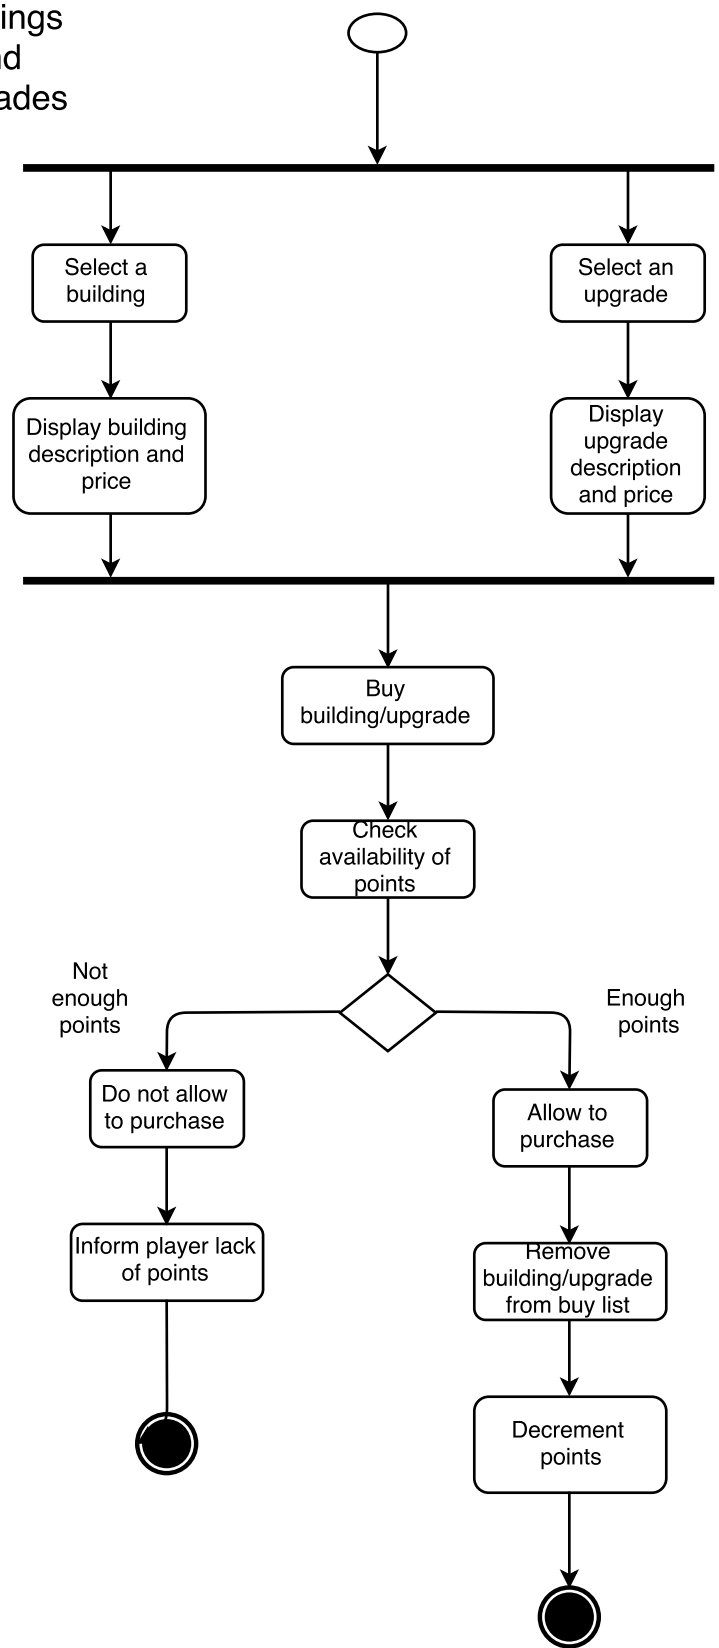 ings
nd
ades
Select a
building
Select an
upgrade
Display building
description and
price
Display
upgrade
description
and price
Buy
building/upgrade
Check
availability of
points
Not
enough
points
Enough
points
Do not allow
to purchase
Allow to
purchase
Inform player lack
of points
Remove
building/upgrade
from buy list
Decrement
points